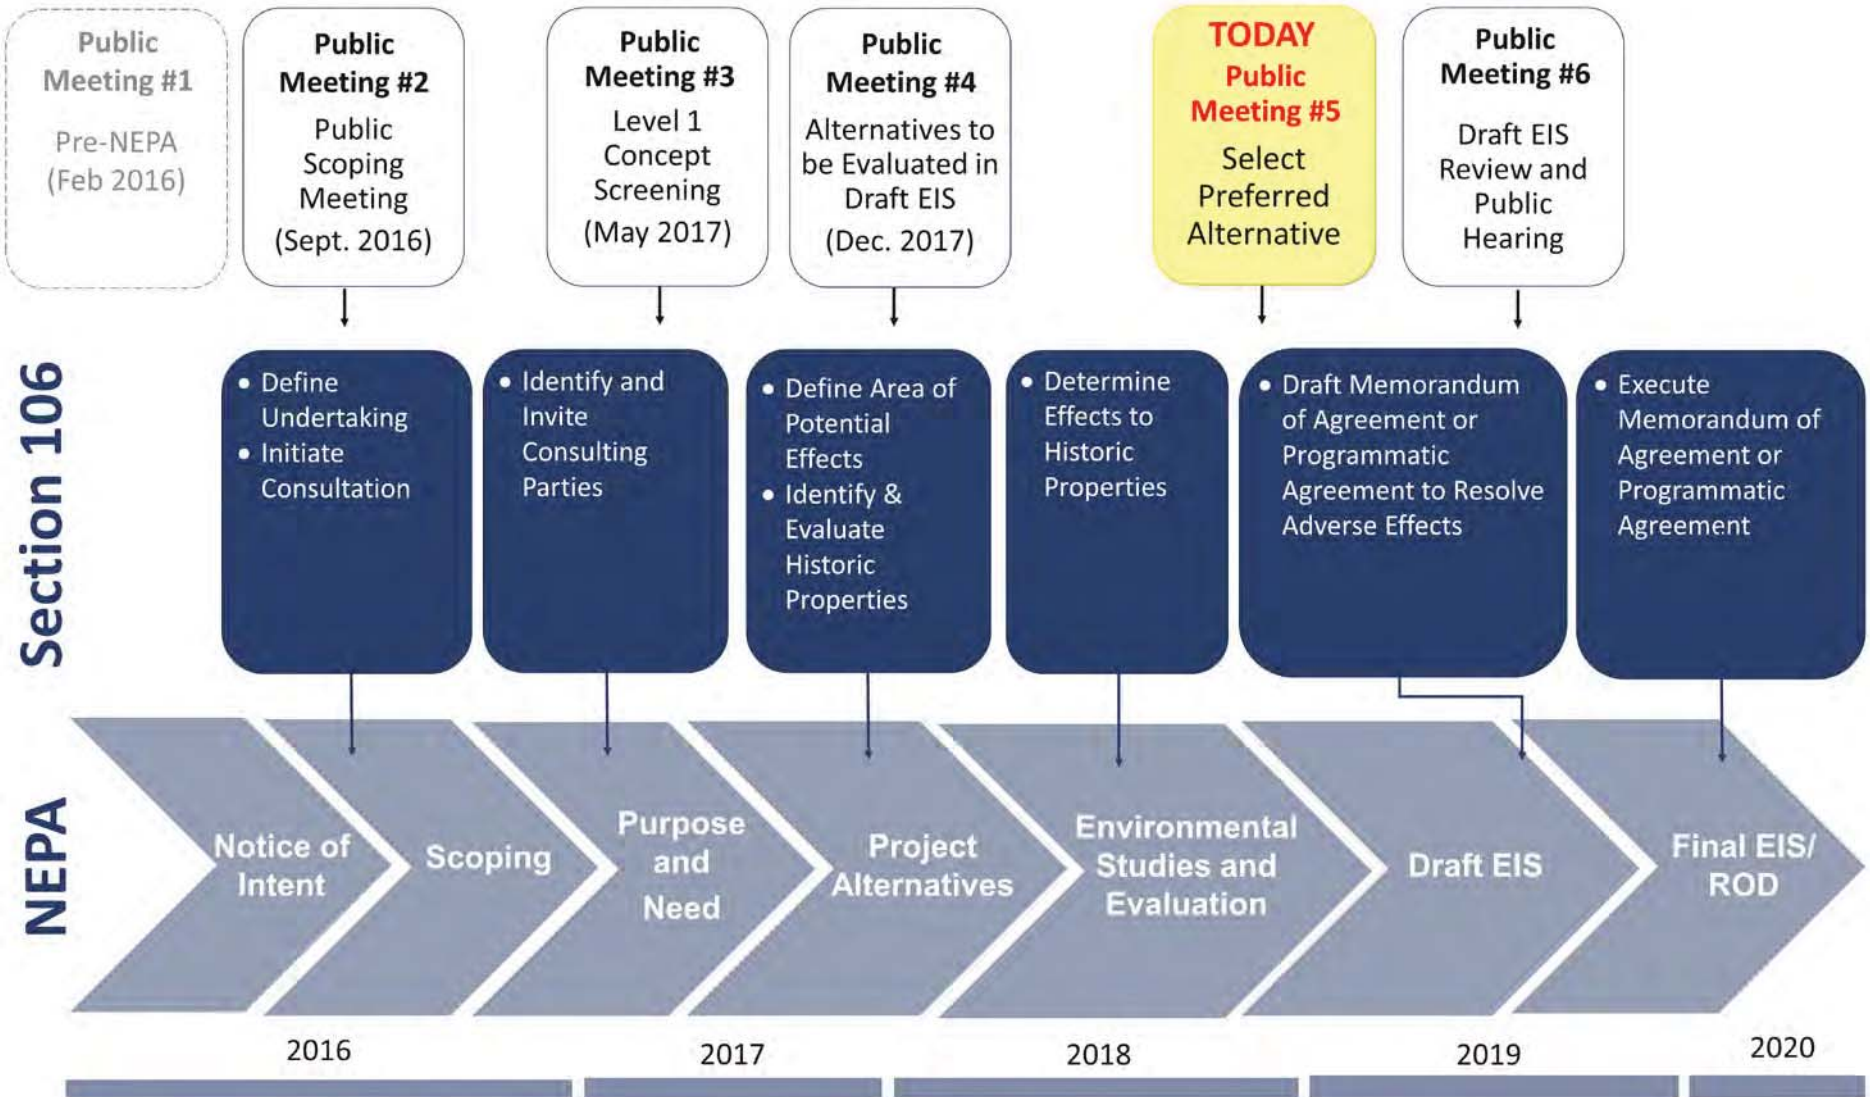 Public
Meeting #1
Pre-NEPA
(Feb 2016)
Public
Meeting #2
Public
Scoping
Meeting
(Sept. 2016)
Public
Meeting #3
Level 1
Concept
Screening
(May 2017)
Public
Meeting #4
Alternatives to
be Evaluated in
Draft EIS
(Dec. 2017)
TODAY
Public
Meeting #5
Select
Preferred
Alternative
Public
Meeting #6
Draft EIS
Review and
Public
Hearing
Section 106
• Define
Undertaking
• Initiate
Consultation
• Identify and
Invite
Consulting
Parties
• Define Area of
Potential
Effects
• Identify &
Evaluate
Historic
Properties
• Determine
Effects to
Historic
Properties
• Draft Memorandum
of Agreement or
Programmatic
Agreement to Resolve
Adverse Effects
• Execute
Memorandum of
Agreement or
Programmatic
Agreement
NEPA
Notice of
Intent
Scoping
Purpose
and
Need
Project
Alternatives
Environmental
Studies and
Evaluation
Draft EIS
Final EIS/
ROD
2016
2017
2018
2019
2020